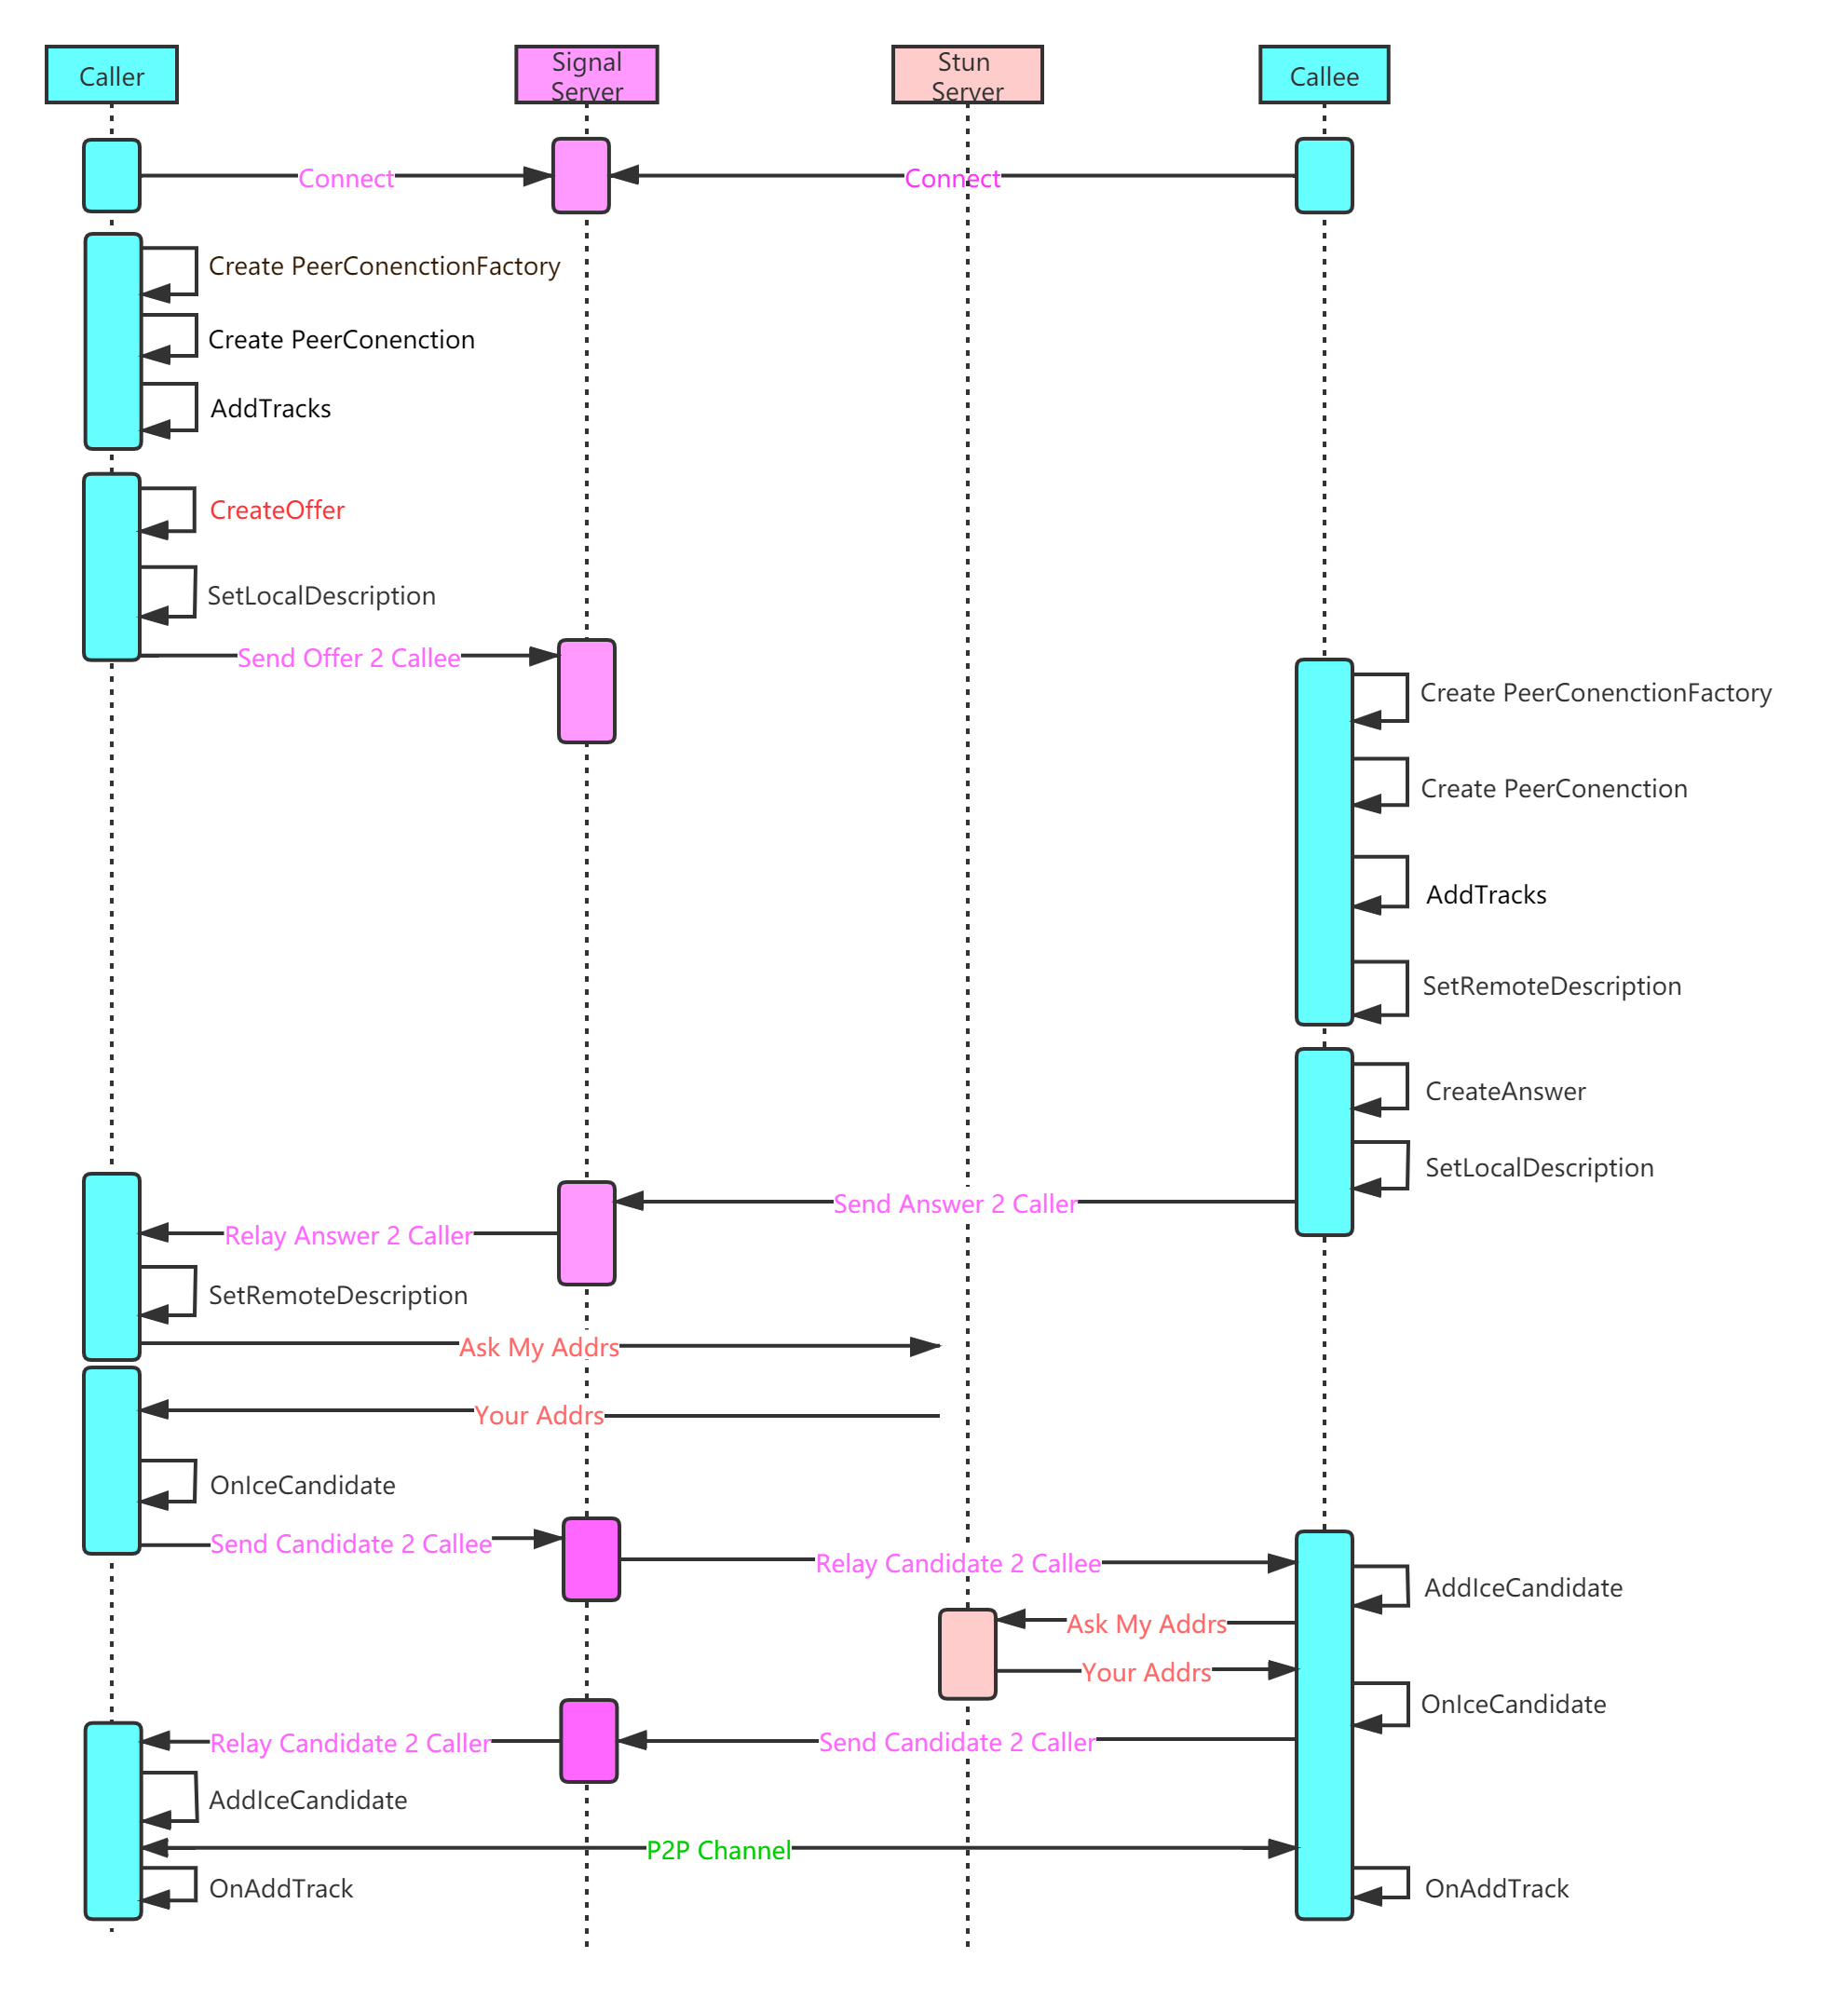 Caller
Signal
Server
Stun
Server
Callee
Connect
Connect
Create PeerConenctionFactory
Create PeerConenction
AddTracks
CreateOffer
SetLocalDescription
Send Offer 2 Callee
Create PeerConenctionFactory
Create PeerConenction
AddTracks
SetRemoteDescription
CreateAnswer
SetLocalDescription
Send Answer 2 Caller
Relay Answer 2 Caller
SetRemoteDescription
Ask My Addrs
Your Addrs
OnIceCandidate
Send Candidate 2 Callee
Relay Candidate 2 Callee
AddIceCandidate
Ask My Addrs
Your Addrs
OnIceCandidate
Send Candidate 2 Caller
Relay Candidate 2 Caller
AddIceCandidate
P2P Channel
OnAddTrack
OnAddTrack